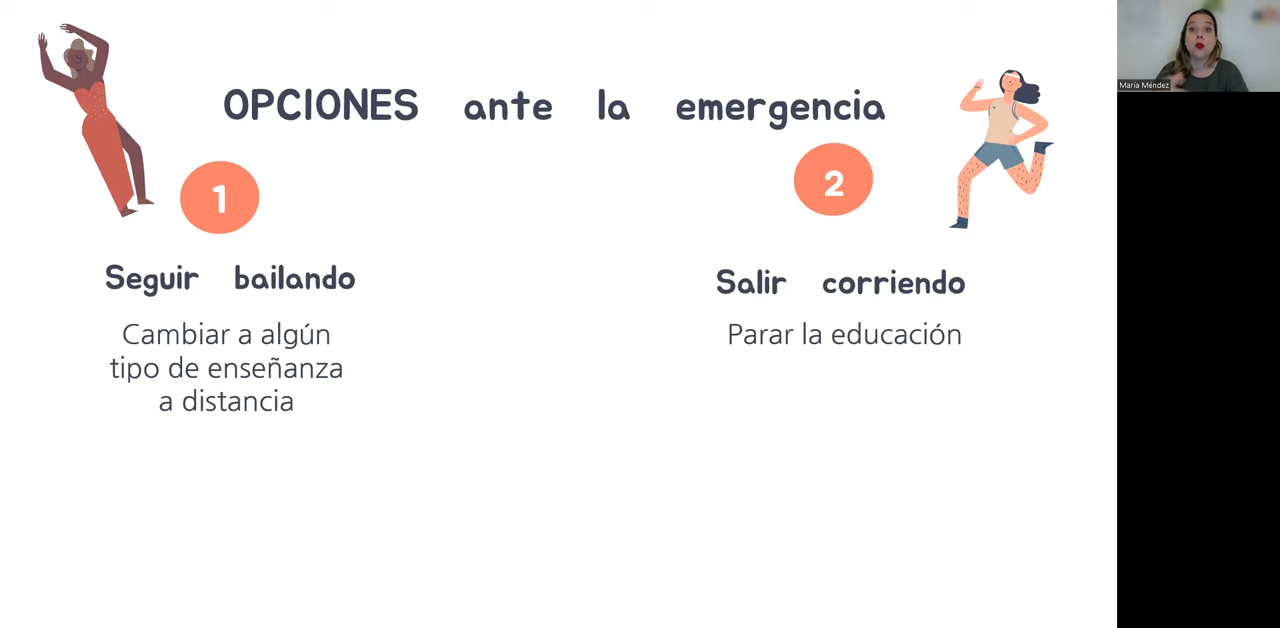 OPCIONES ante la emergencia
1
Seguir bailando
Cambiar a algún
tipo de enseñanza
a distancia
2
Salir corriendo
Parar la educación
María Méndez